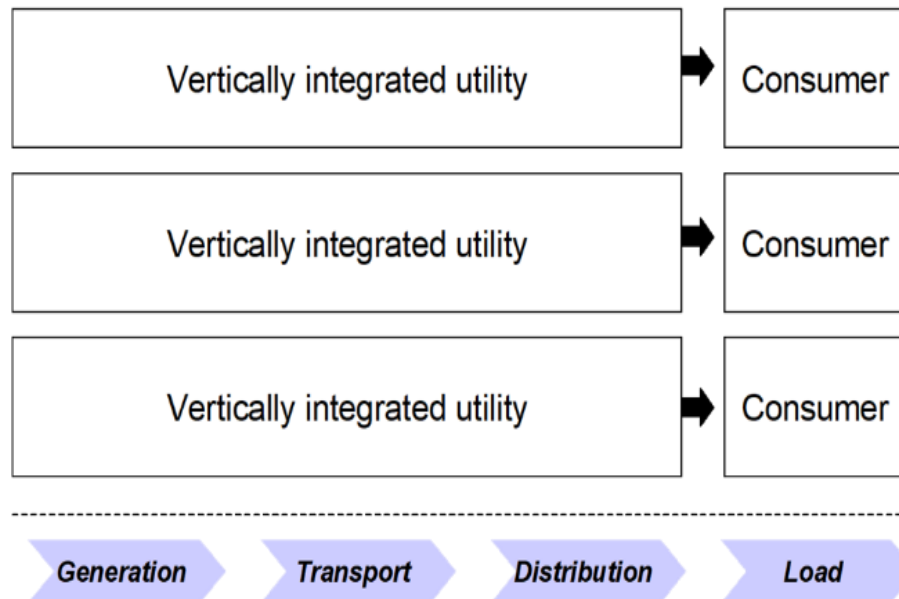 Vertically integrated utility
Consumer
Vertically integrated utility
Consumer
Vertically integrated utility
Consumer
Generation
Transport
Distribution
Load